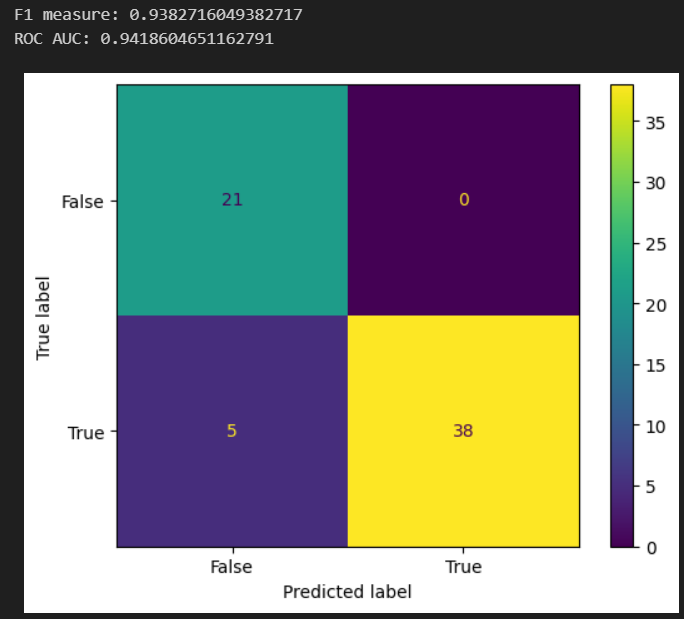 F1 measure: 0.9382716049382717
ROC AUC: 0.9418604651162791
False
21
0
True
5
38
False
True
Predicted label
True label
35
30
25
20
15
10
5
0